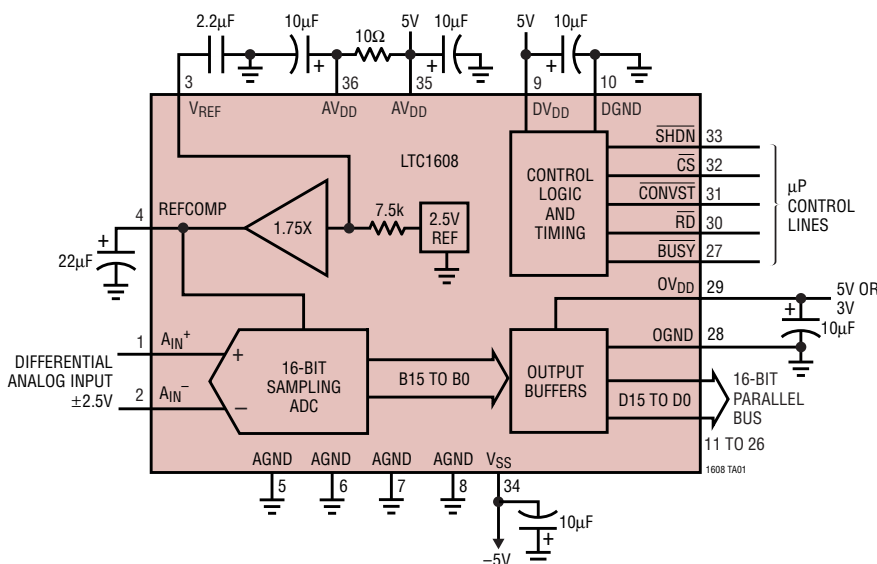 2.2µF
10µF
10Ω
5V
10µF
5V
10µF
3
36
35
9
10
VREF
AVDD
AVDD
DVDD
DGND
LTC1608
SHDN
33
CS
32
CONVST
31
RD
30
BUSY
27
CONTROL
LOGIC
AND
TIMING
µP
CONTROL
LINES
4
REFCOMP
1.75X
7.5k
2.5V
REF
22µF
+
+
+
+
OVDD
29
5V OR
3V
+
10µF
OGND
28
1
AIN+
+
DIFFERENTIAL
ANALOG INPUT
±2.5V
2
AIN−
−
16-BIT
SAMPLING
ADC
B15 TO B0
OUTPUT
BUFFERS
D15 TO D0
16-BIT
PARALLEL
BUS
11 TO 26
1608 TA01
AGND
AGND
AGND
AGND
VSS
5
6
7
8
34
10µF
+
–5V